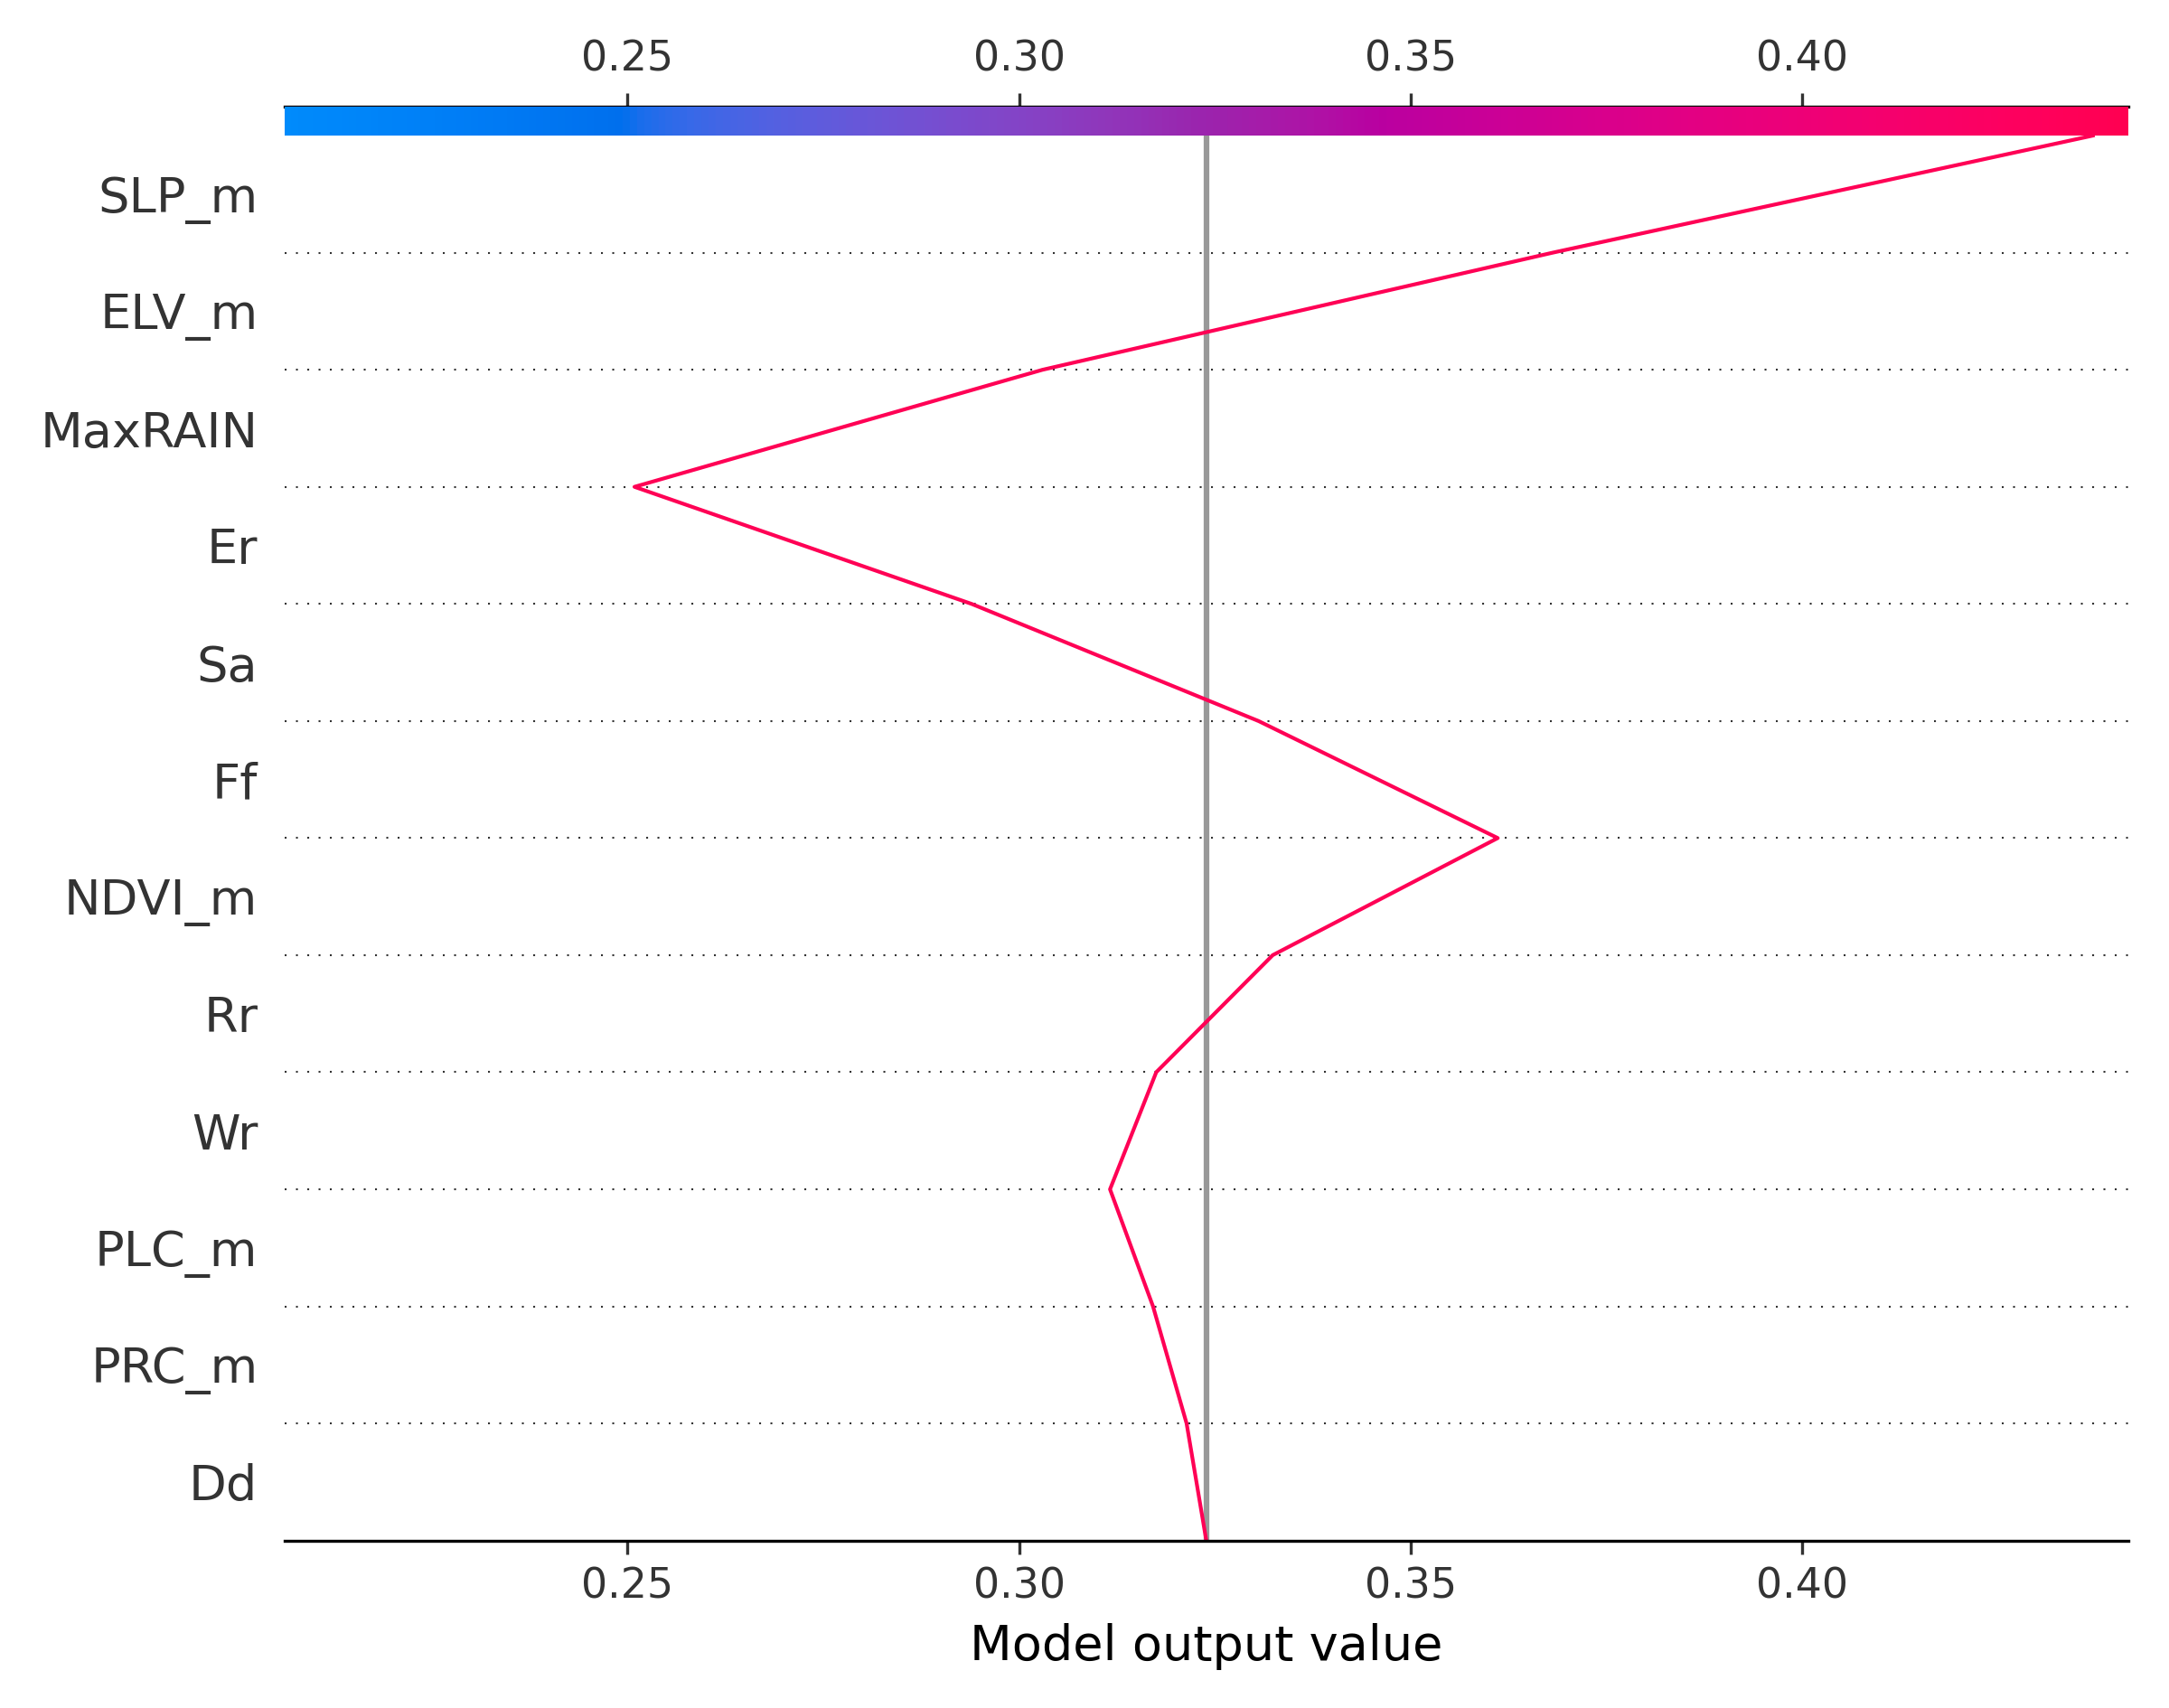 0.25 0.30 0.35 0.40
SLP_m
ELV_m
MaxRAIN
Er
Sa
Ff
NDVI_m
Rr
Wr
PLC_m
PRC_m
Dd
0.25 0.30 0.35 0.40
Model output value